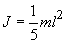 J = 1/5 ml²